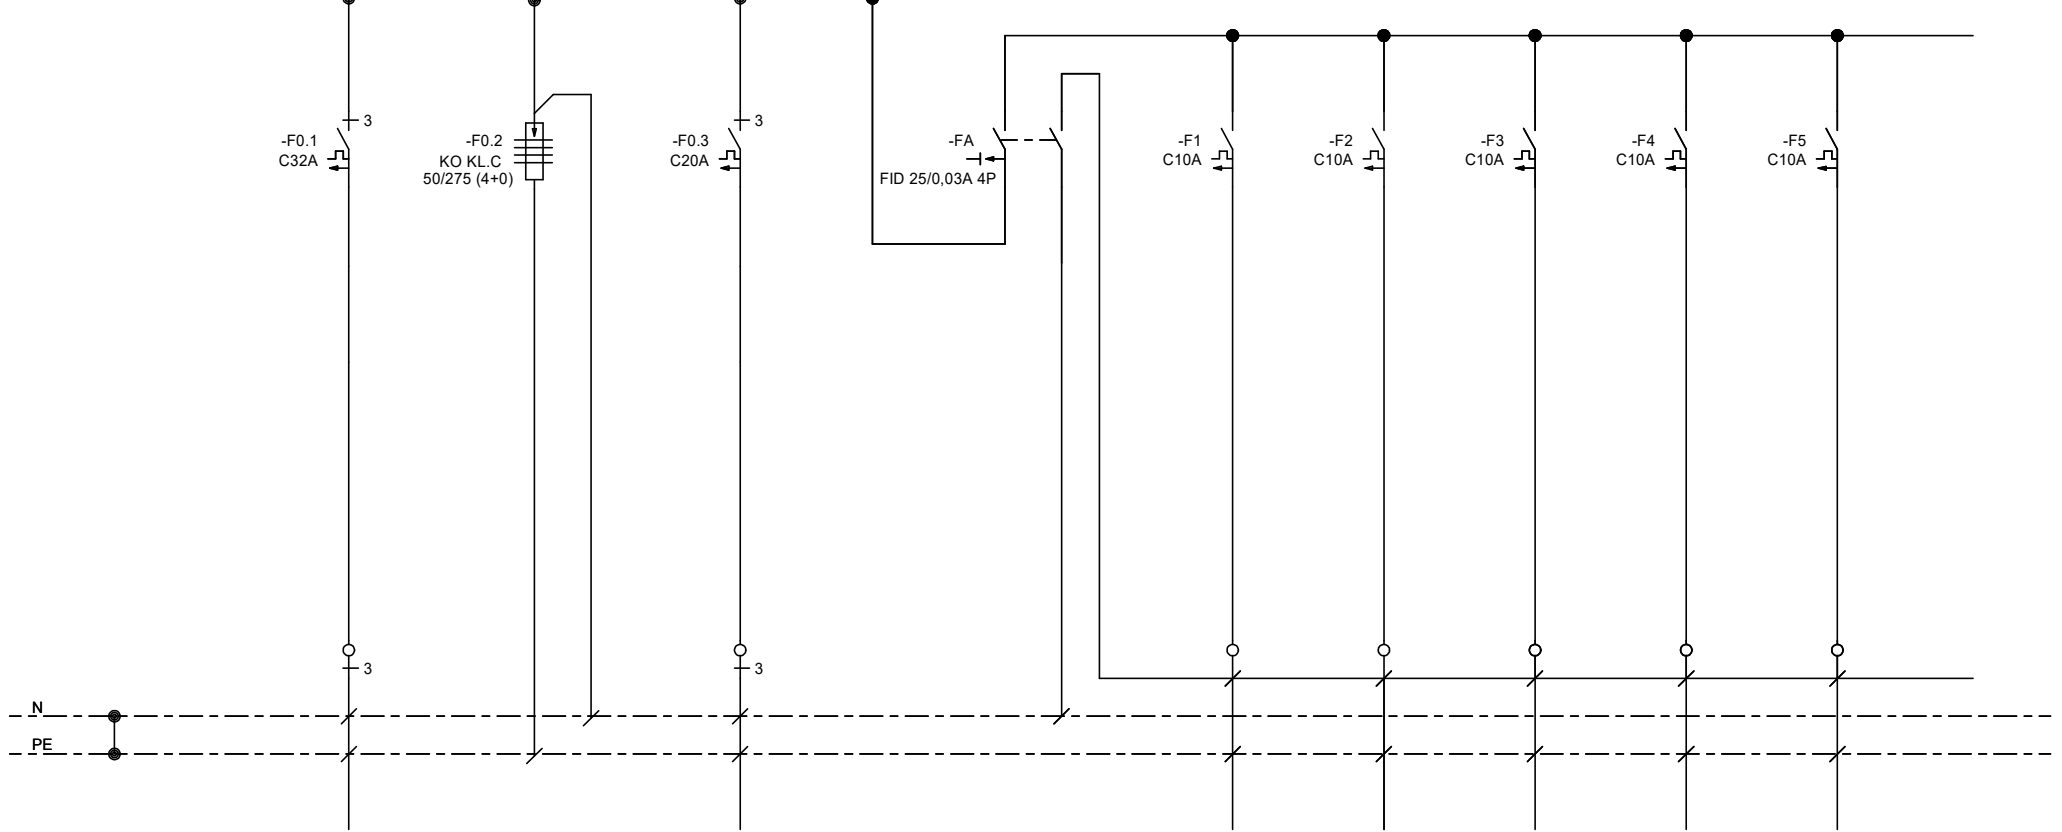 3
-F0.1
C32A
-F0.2
KO KL.C
50/275 (4+0)
3
-F0.3
C20A
-FA
FID 25/0,03A 4P
-F1
C10A
-F2
C10A
-F3
C10A
-F4
C10A
-F5
C10A
3
3
N
PE